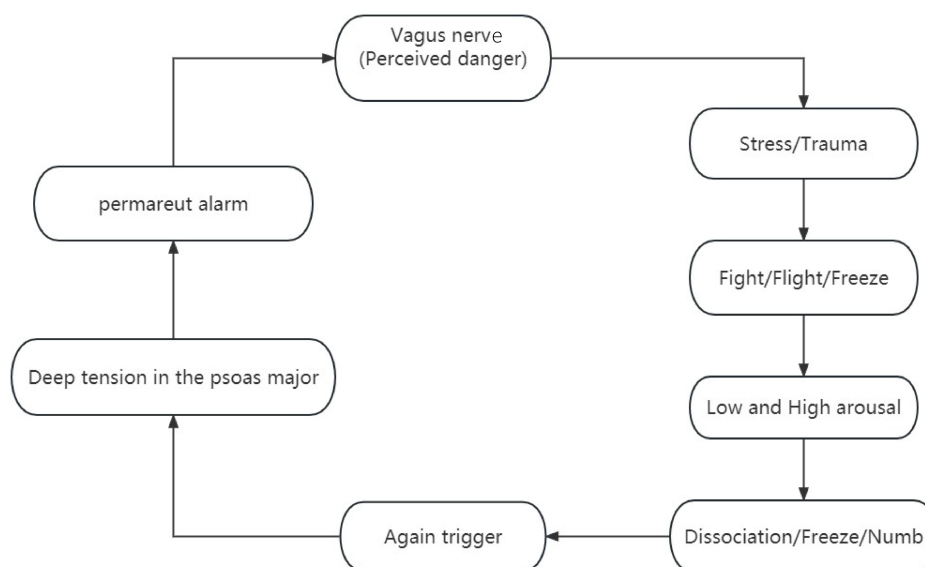 Vagus nerve
(Perceived danger)
Stress/Trauma
Fight/Flight/Freeze
Low and High arousal
Dissociation/Freeze/Numb
Again trigger
Deep tension in the psoas major
permareut alarm